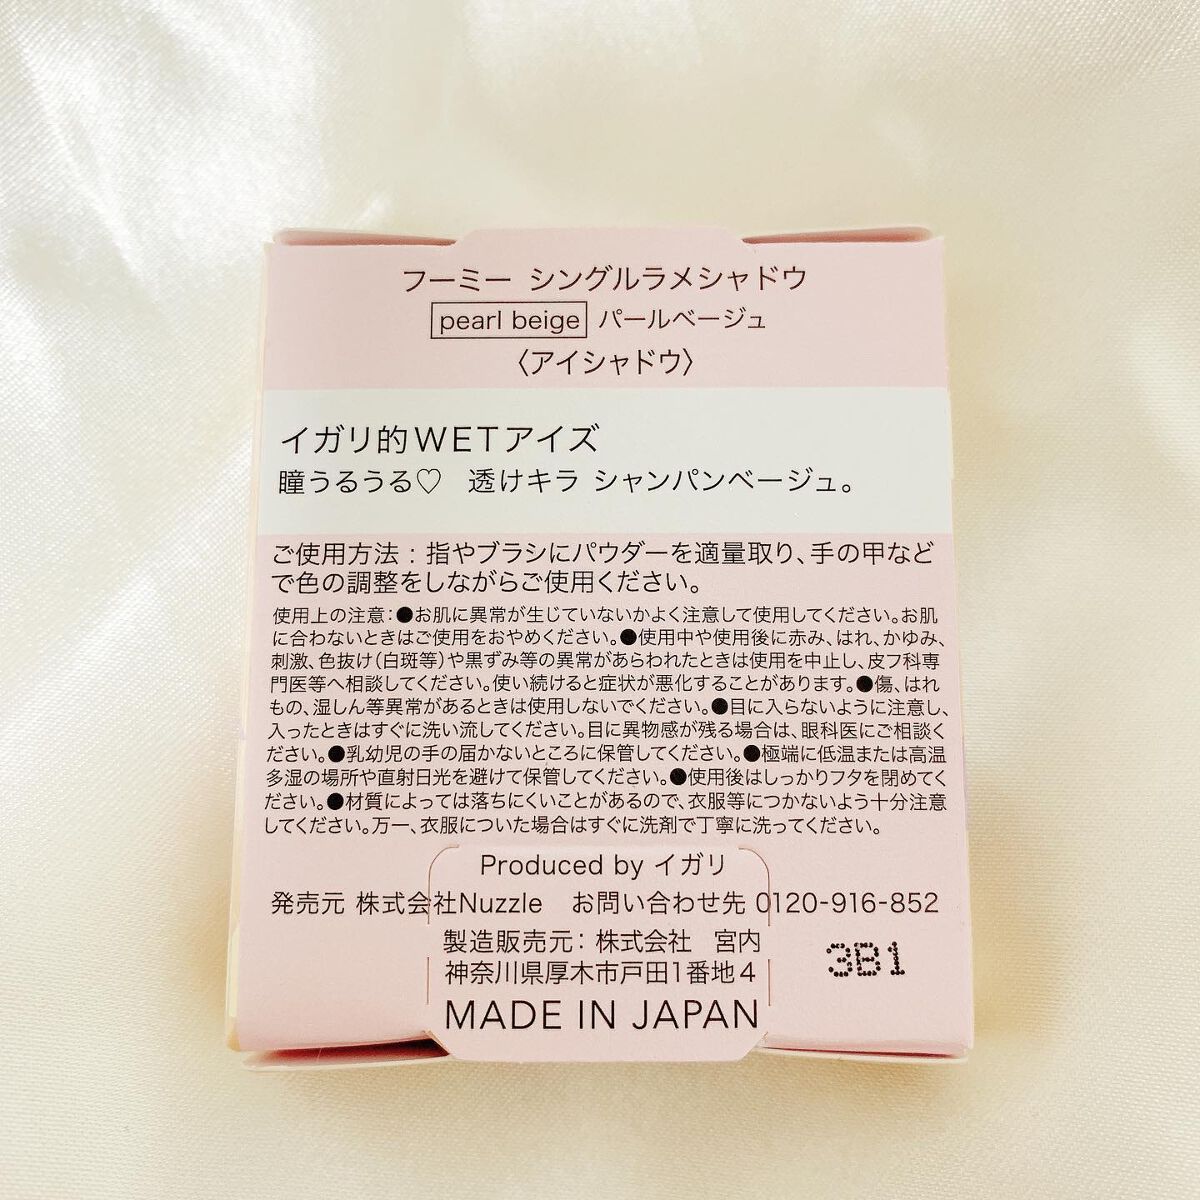 フーミー シングルラメシャドウ
pearl beige パールベージュ
〈アイシャドウ〉
イガリ的WETアイズ
瞳うるうる♡ 透けキラ シャンパンベージュ。
ご使用方法：指やブラシにパウダーを適量取り、手の甲など
で色の調整をしながらご使用ください。
使用上の注意：●お肌に異常が生じていないかよく注意して使用してください。お肌
に合わないときはご使用をおやめください。●使用中や使用後に赤み、はれ、かゆみ、
刺激、色抜け（白斑等）や黒ずみ等の異常があらわれたときは使用を中止し、皮フ科専
門医等へ相談してください。使い続けると症状が悪化することがあります。●傷、はれ
もの、湿しん等異常があるときは使用しないでください。●目に入らないように注意し、
入ったときはすぐに洗い流してください。目に異物感が残る場合は、眼科医にご相談く
ださい。●乳幼児の手の届かないところに保管してください。●極端に低温または高温
多湿の場所や直射日光を避けて保管してください。●使用後はしっかりフタを閉めてく
ださい。●材質によっては落ちにくいことがあるので、衣服等につかないよう十分注意
してください。万一、衣服についた場合はすぐに洗剤で丁寧に洗ってください。
Produced by イガリ
発売元 株式会社Nuzzle お問い合わせ先 0120-916-852
製造販売元：株式会社 宮内
神奈川県厚木市戸田1番地4
3B1
MADE IN JAPAN